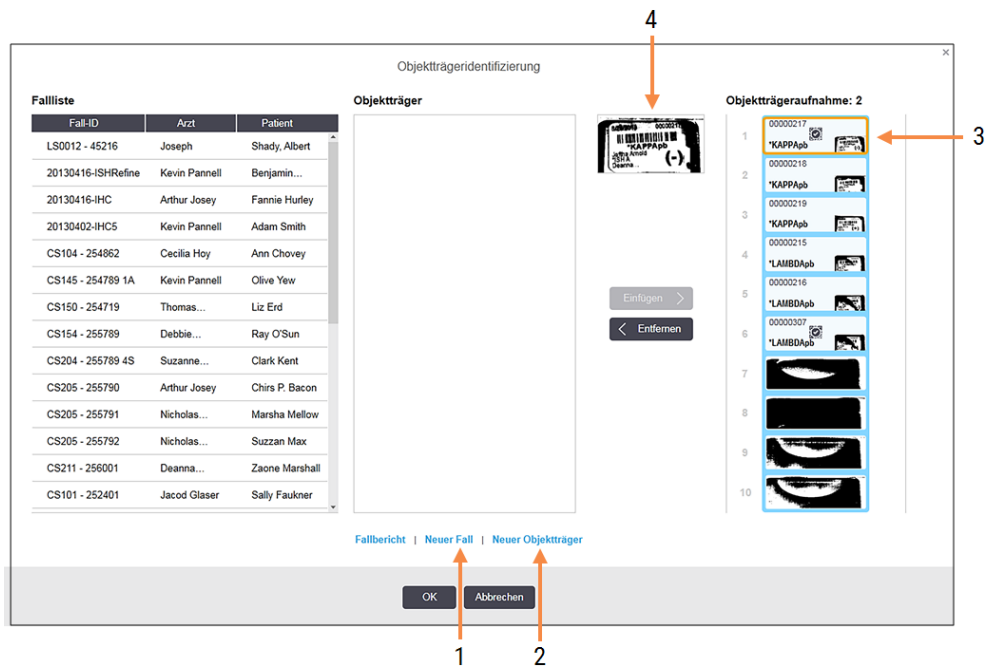 4
Objektträgeridentifizierung
×
Fallliste
Objektträger
Objektträgeraufnahme: 2
Fall-ID Arzt Patient
LS0012 - 45216 Joseph Shady, Albert
20130416-ISHRefine Kevin Pannell Benjamin...
20130416-IHC Arthur Josey Fannie Hurley
20130402-IHC5 Kevin Pannell Adam Smith
CS104 - 254862 Cecilia Hoy Ann Chovey
CS145 - 254789 1A Kevin Pannell Olive Yew
CS150 - 254719 Thomas... Liz Erd
CS154 - 255789 Debbie... Ray O'Sun
CS204 - 255789 4S Suzanne... Clark Kent
CS205 - 255790 Arthur Josey Chirs P. Bacon
CS205 - 255791 Nicholas... Marsha Mellow
CS205 - 255792 Nicholas... Suzzan Max
CS211 - 256001 Deanna... Zaone Marshall
CS101 - 252401 Jacod Glaser Sally Faukner
*KAPPApb
Arnold
Deanna...
(-)
Einfügen
Entfernen
1
00000217
*KAPPApb
3
2
00000218
*KAPPApb
3
00000219
*KAPPApb
4
00000215
*LAMBDApb
5
00000216
*LAMBDApb
6
00000307
*LAMBDApb
7
8
9
10
Fallbericht | Neuer Fall | Neuer Objektträger
OK
Abbrechen
1
2